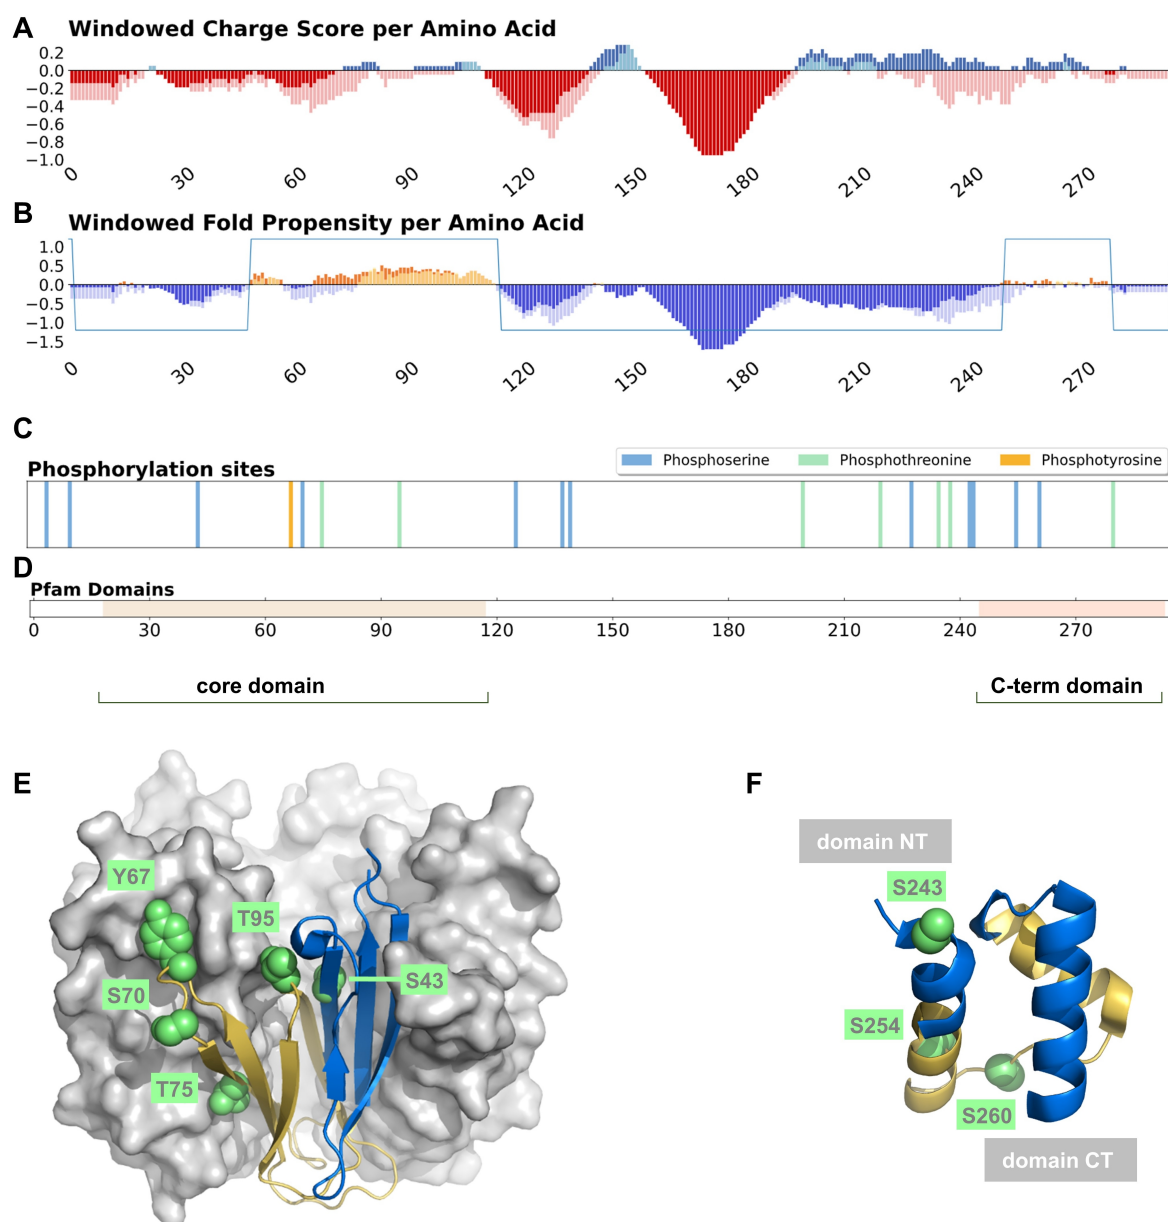 A
Windowed Charge Score per Amino Acid
0.2
0.0
−0.2
−0.4
−0.6
−0.8
−1.0
0 30 60 90 120 150 180 210 240 270
B
Windowed Fold Propensity per Amino Acid
1.0
0.5
0.0
−0.5
−1.0
−1.5
0 30 60 90 120 150 180 210 240 270
C
Phosphorylation sites
Phosphoserine Phosphothreonine Phosphotyrosine
D
Pfam Domains
0 30 60 90 120 150 180 210 240 270
core domain C-term domain
E
Y67
T95
S70
S43
T75
F
domain NT
S243
S254
S260
domain CT